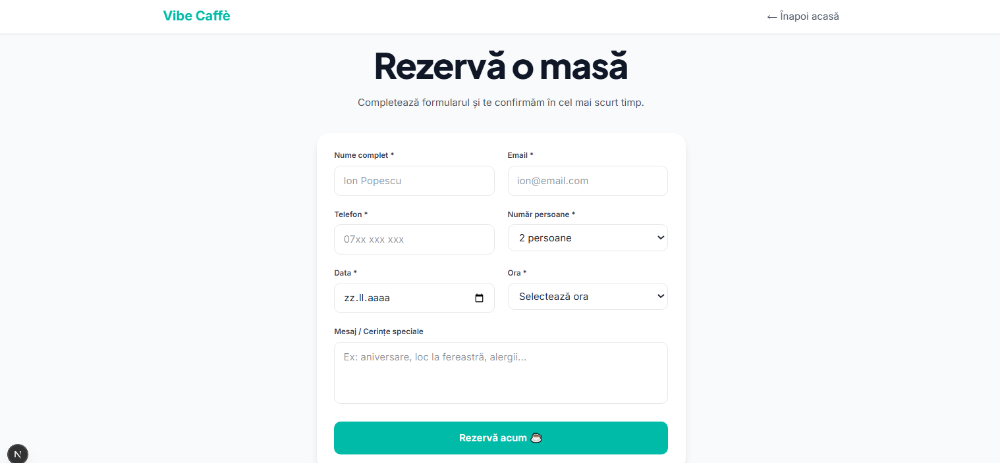 Vibe Caffè
← Înapoi acasă
Rezervă o masă
Completează formularul și te confirmăm în cel mai scurt timp.
Nume complet *
Email *
Ion Popescu
ion@email.com
Telefon *
Număr persoane *
07xx xxx xxx
2 persoane
Data *
Ora *
zz.ll.aaaa
Selectează ora
Mesaj / Cerințe speciale
Ex: aniversare, loc la fereastră, alergii...
Rezervă acum ☕
N